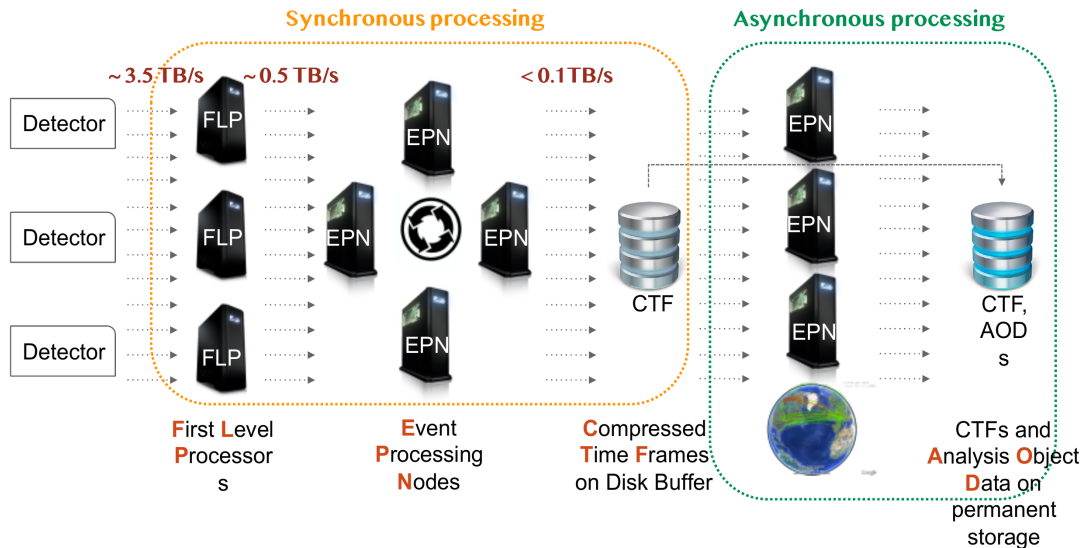 Synchronous processing
Asynchronous processing
~3.5 TB/s
~0.5 TB/s
< 0.1 TB/s
Detector
FLP
EPN
EPN
Detector
FLP
EPN
EPN
EPN
CTF
CTF,
AOD
s
Detector
FLP
EPN
EPN
First Level
Processor
s
Event
Processing
Nodes
Compressed
Time Frames
on Disk Buffer
CTFs and
Analysis Object
Data on
permanent
storage